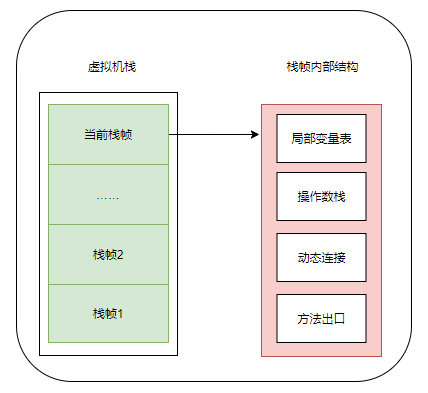 虚拟机栈
当前栈帧
……
栈帧2
栈帧1
栈帧内部结构
局部变量表
操作数栈
动态连接
方法出口